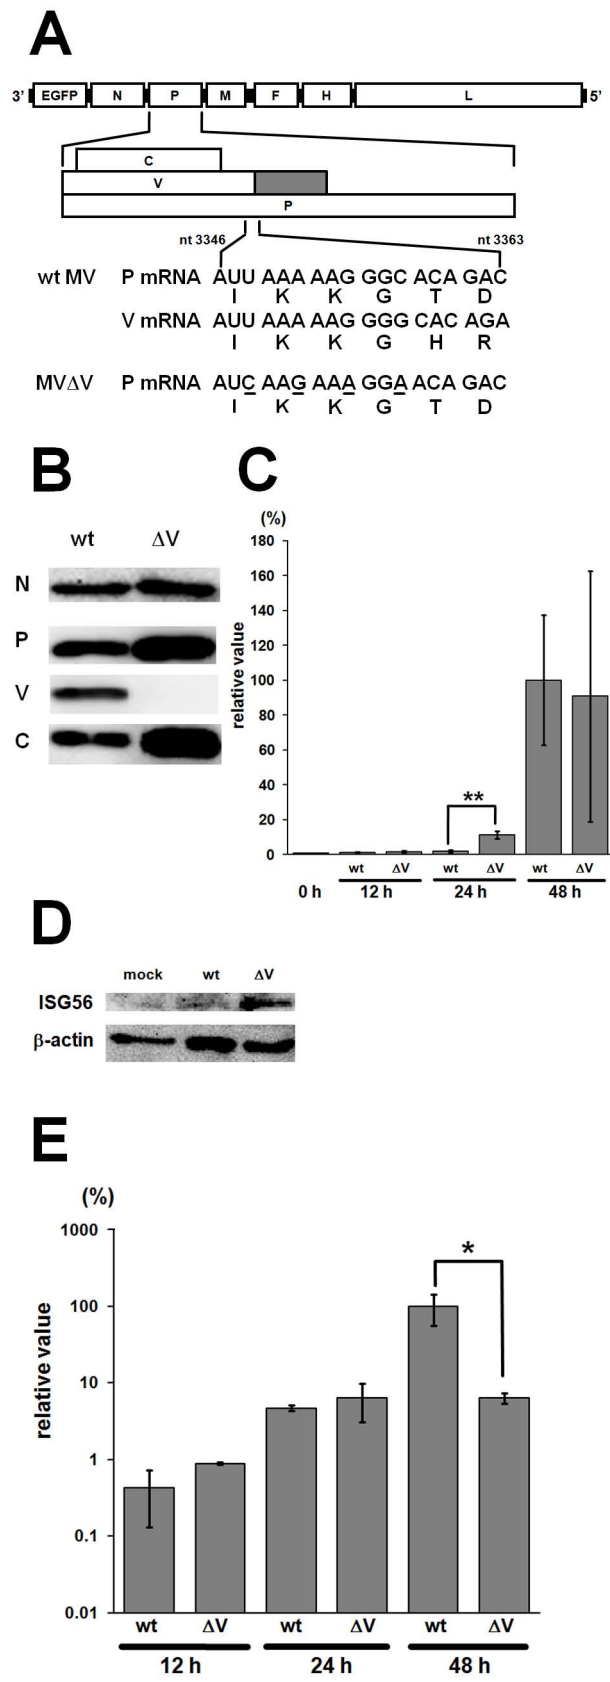 A
3' EGFP N P M F H L 5'
C
V
P
nt 3346 nt 3363
wt MV P mRNA AUU AAA AAG GGC ACA GAC
I K K G T D
V mRNA AUU AAA AAG GGG CAC AGA
I K K G H R
MVΔV P mRNA AUC AAG AAA GGA ACA GAC
I K K G T D
B
wt ΔV
N
P
V
C
C
(%)
relative value
180
160
140
120
100
80
60
40
20
0
**
wt ΔV wt ΔV wt ΔV
0 h 12 h 24 h 48 h
D
mock wt ΔV
ISG56
β-actin
E
(%)
relative value
1000
100
10
1
0.1
0.01
*
wt ΔV wt ΔV wt ΔV
12 h 24 h 48 h